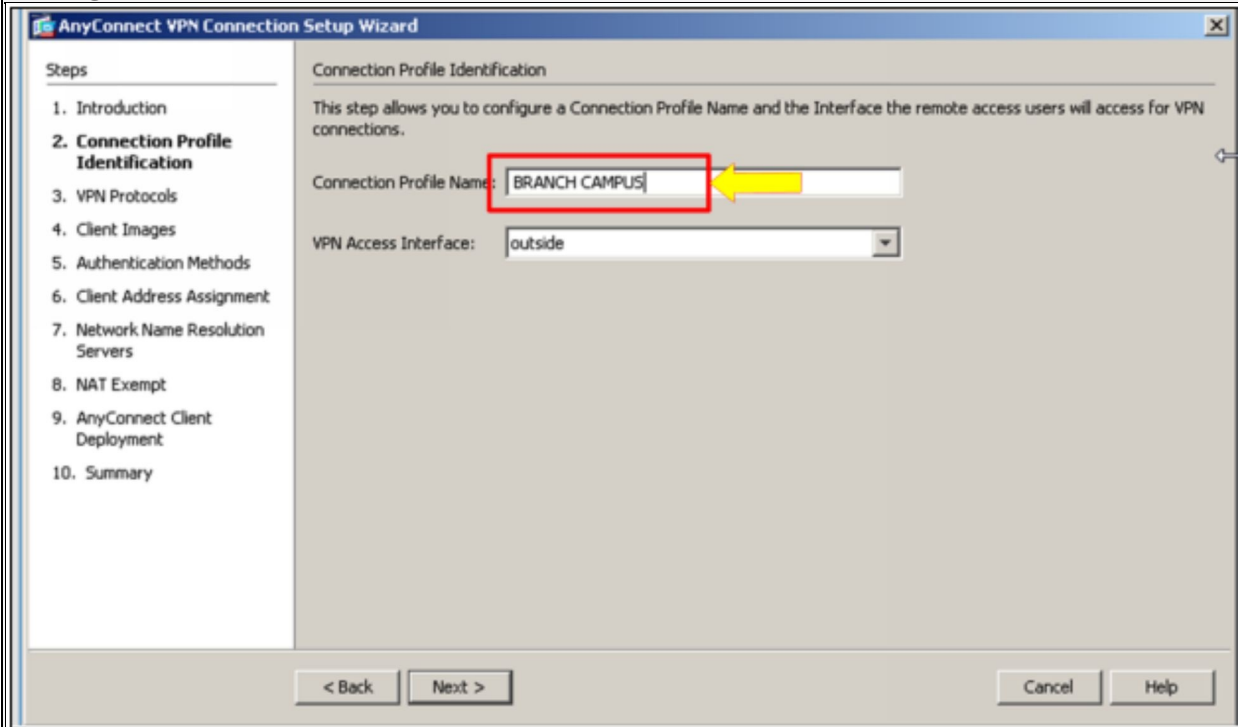 AnyConnect VPN Connection Setup Wizard
Steps
1. Introduction
2. Connection Profile
Identification
3. VPN Protocols
4. Client Images
5. Authentication Methods
6. Client Address Assignment
7. Network Name Resolution
Servers
8. NAT Exempt
9. AnyConnect Client
Deployment
10. Summary
Connection Profile Identification
This step allows you to configure a Connection Profile Name and the Interface the remote access users will access for VPN
connections.
Connection Profile Name: BRANCH CAMPUS
VPN Access Interface: outside
< Back Next > Cancel Help